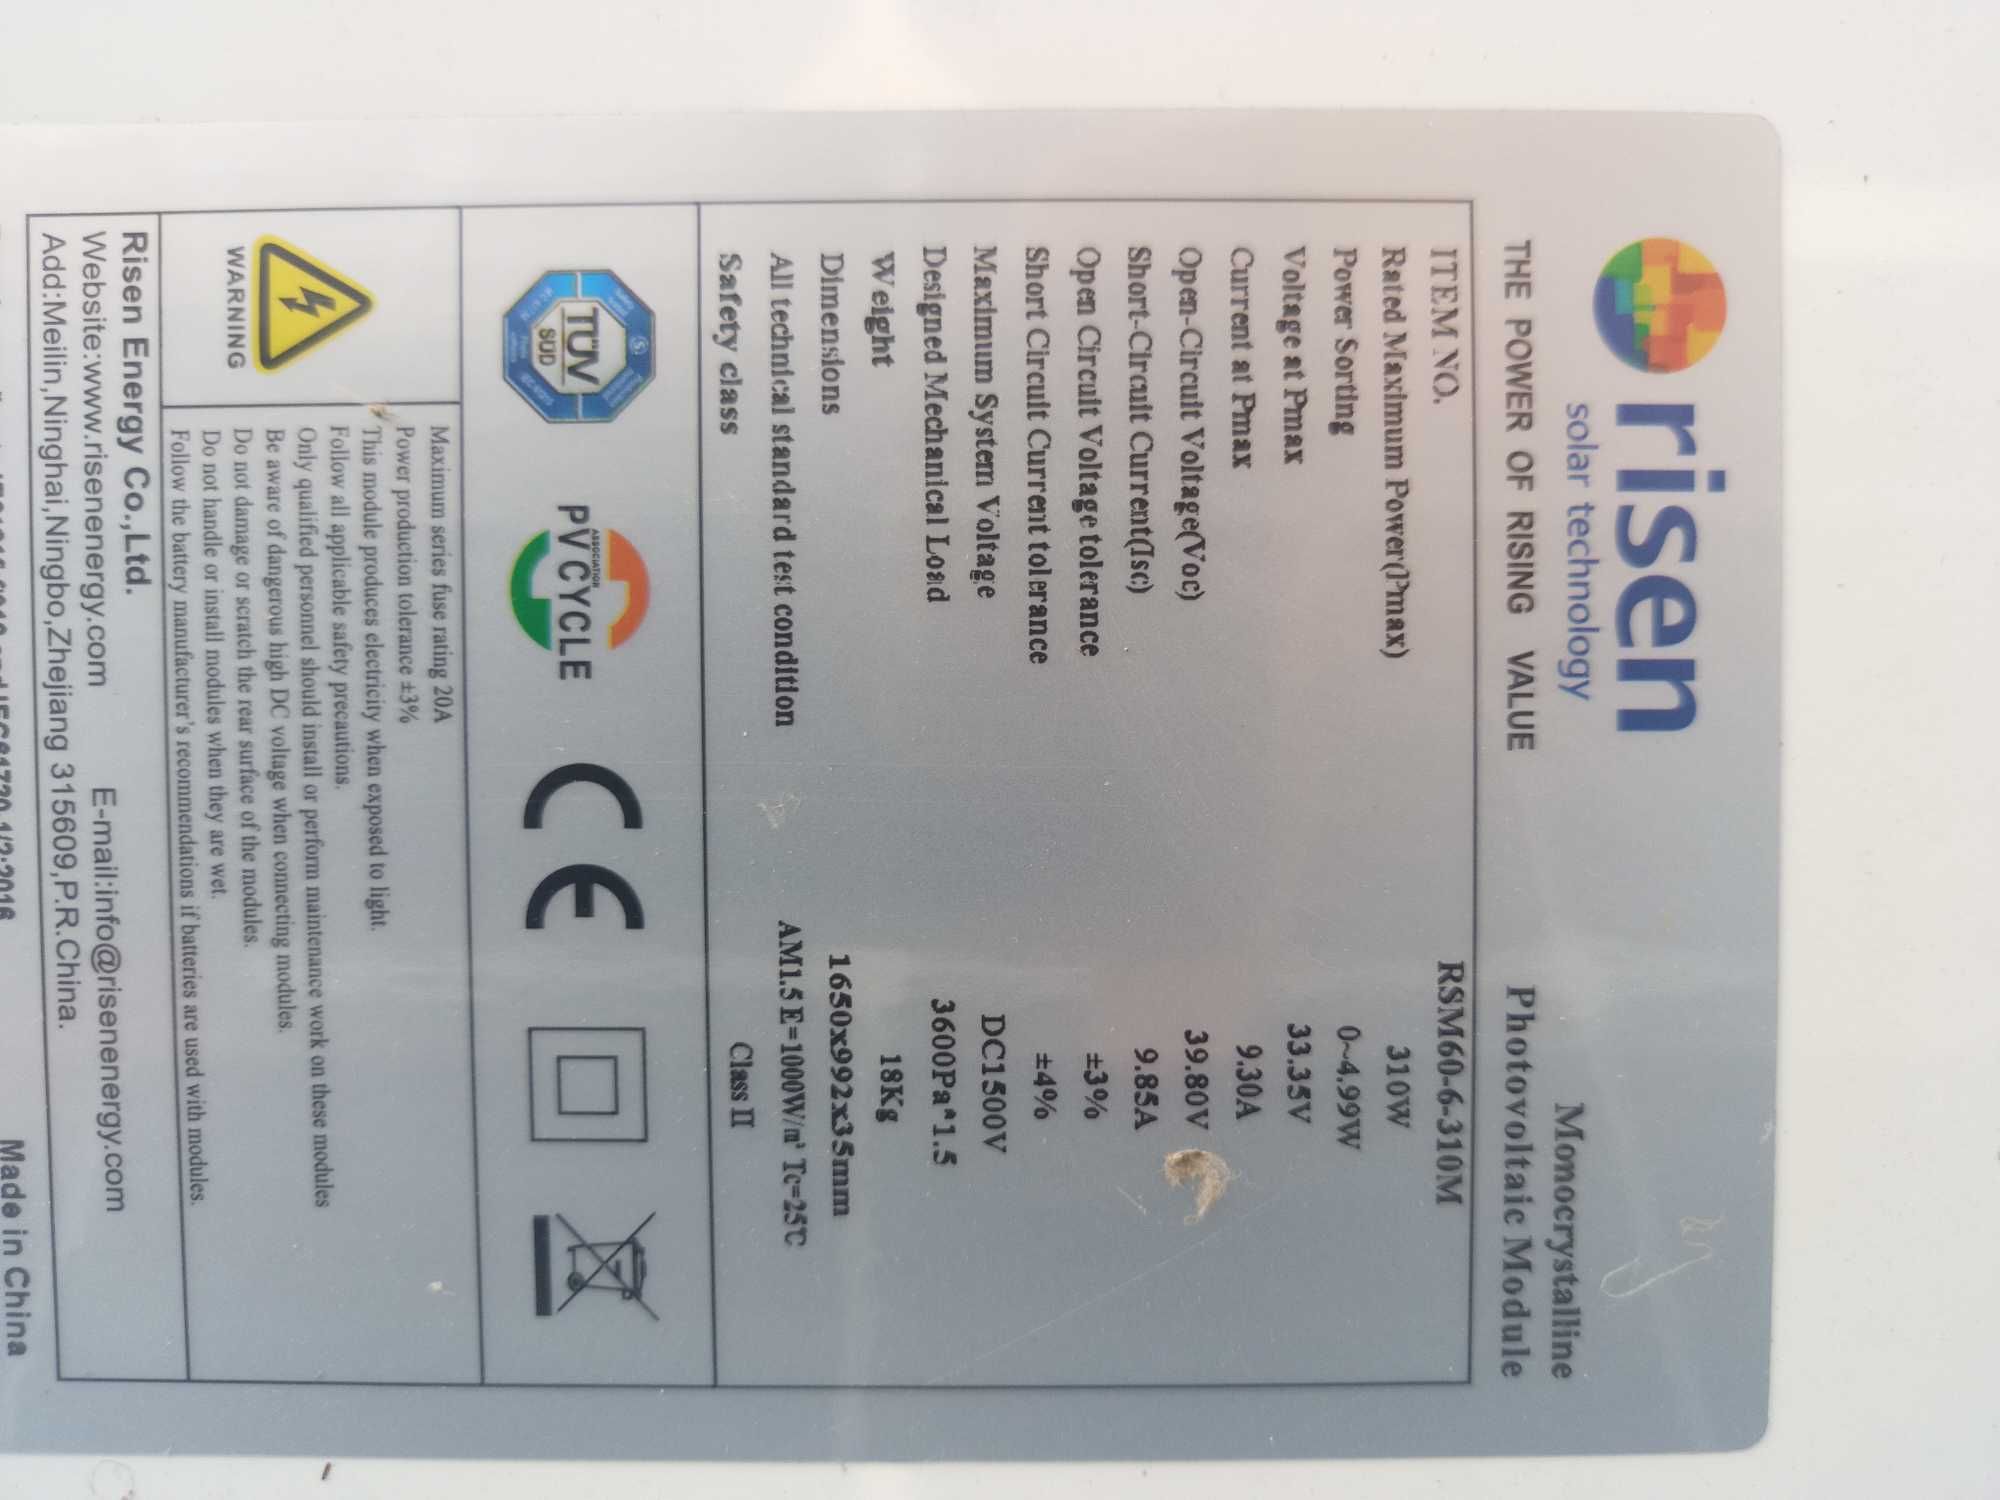 risen
solar technology
THE POWER OF RISING VALUE
Monocrystalline
Photovoltaic Module
ITEM NO. RSM60-6-310M
Rated Maximum Power(Pmax) 310W
Power Sorting 0~4.99W
Voltage at Pmax 33.35V
Current at Pmax 9.30A
Open-Circuit Voltage(Voc) 39.80V
Short-Circuit Current(Isc) 9.85A
Open Circuit Voltage tolerance ±3%
Short Circuit Current tolerance ±4%
Maximum System Voltage DC1500V
Designed Mechanical Load 3600Pa*1.5
Weight 18Kg
Dimensions 1650x992x35mm
All technical standard test condition AM1.5 E=1000W/m² Tc=25℃
Safety class Class II
TÜV
SÜD
ASSOCIATION
PV CYCLE
CE
WARNING
Maximum series fuse rating 20A
Power production tolerance ±3%
This module produces electricity when exposed to light.
Follow all applicable safety precautions.
Only qualified personnel should install or perform maintenance work on these modules
Be aware of dangerous high DC voltage when connecting modules.
Do not damage or scratch the rear surface of the modules.
Do not handle or install modules when they are wet.
Follow the battery manufacturer's recommendations if batteries are used with modules.
Risen Energy Co.,Ltd.
Website:www.risenenergy.com E-mail:info@risenenergy.com
Add:Meilin,Ninghai,Ningbo,Zhejiang 315609,P.R.China.
Made in China